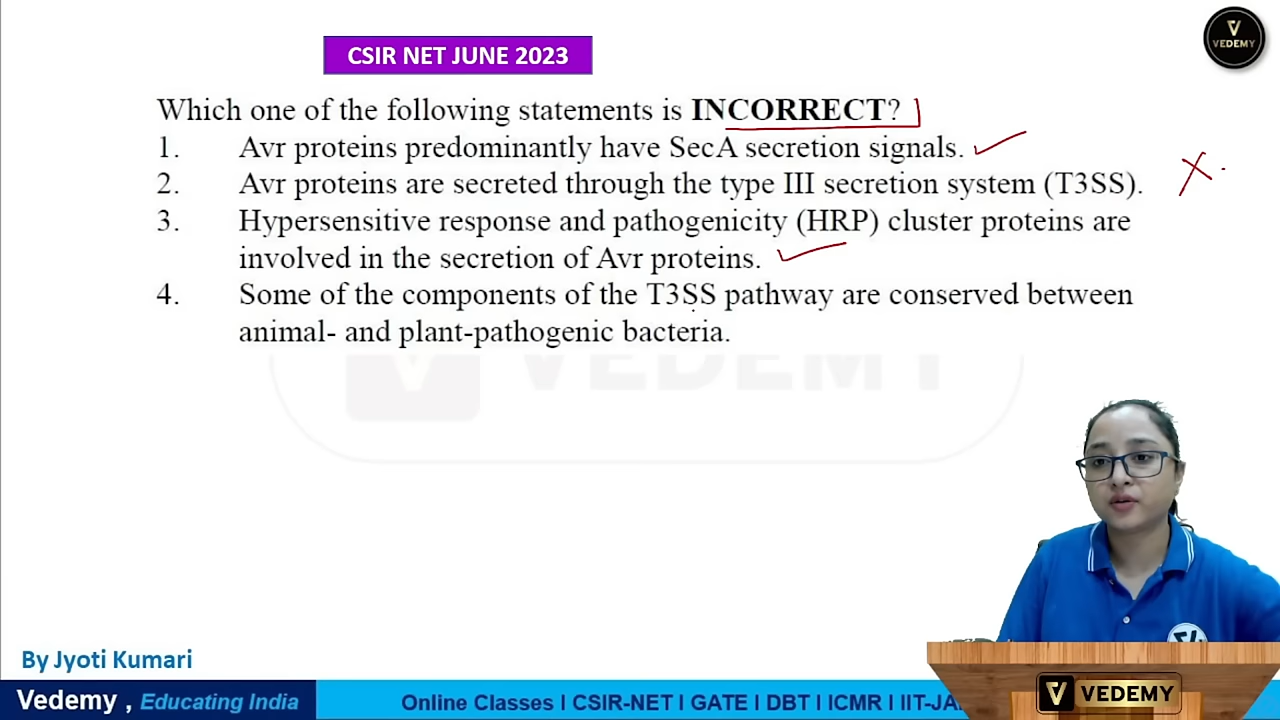 VEDEMY
CSIR NET JUNE 2023
Which one of the following statements is INCORRECT?
1. Avr proteins predominantly have SecA secretion signals.
2. Avr proteins are secreted through the type III secretion system (T3SS).
3. Hypersensitive response and pathogenicity (HRP) cluster proteins are
involved in the secretion of Avr proteins.
4. Some of the components of the T3SS pathway are conserved between
animal- and plant-pathogenic bacteria.
VEDEMY
By Jyoti Kumari
Vedemy , Educating India
Online Classes I CSIR-NET I GATE I DBT I ICMR I IIT-JA
VEDEMY